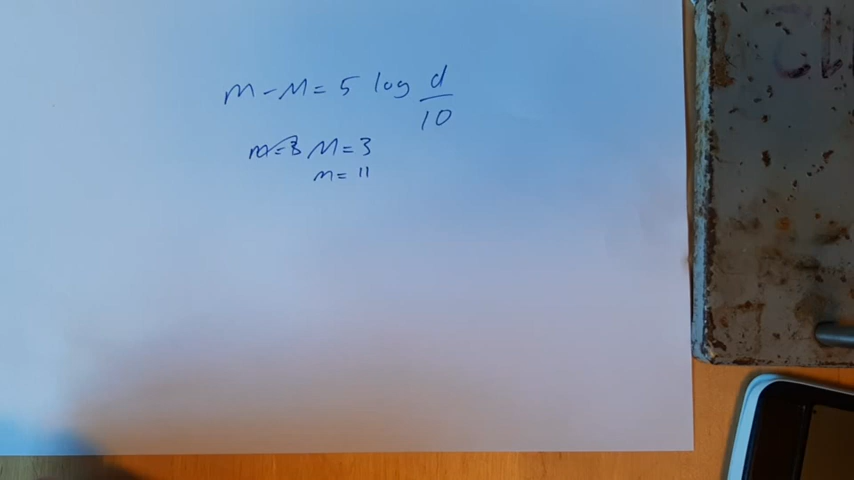 m - M = 5 log d/10
M = 3
m = 11